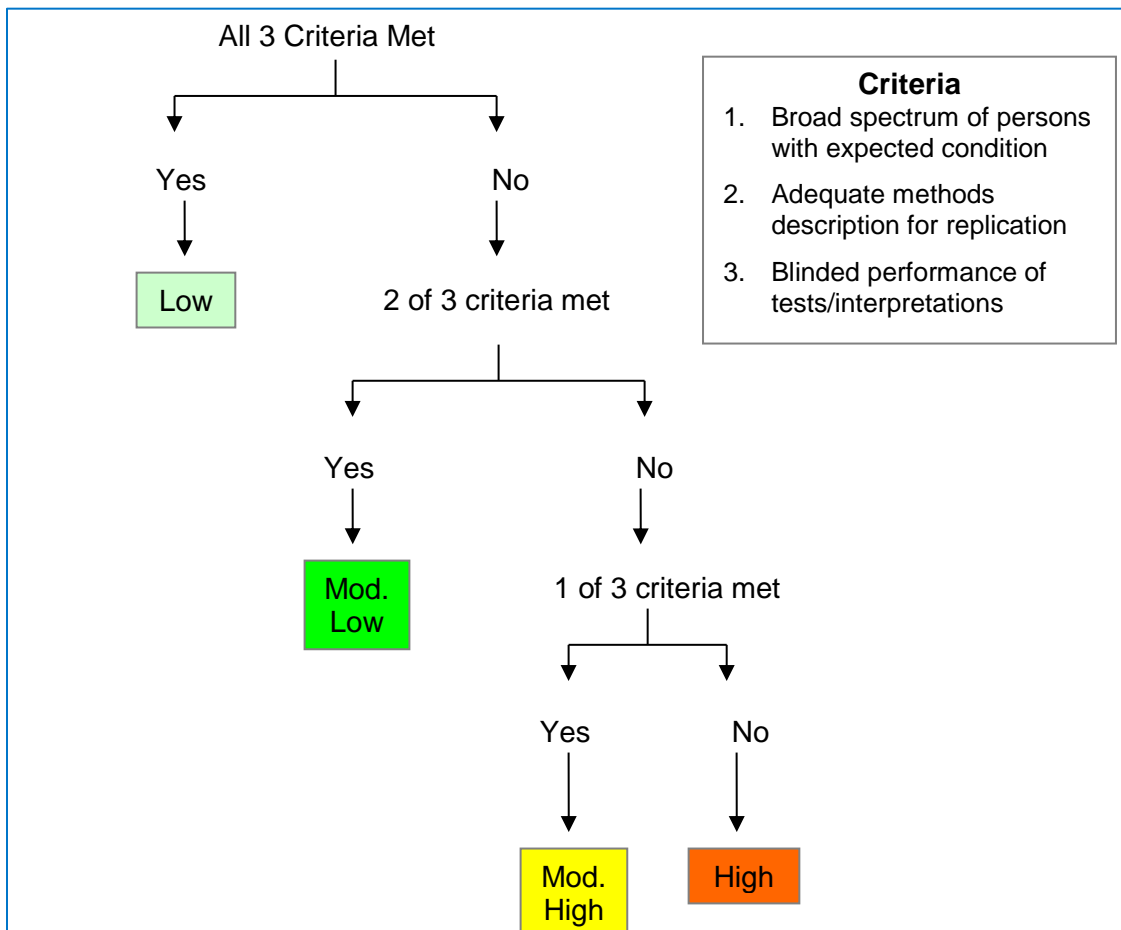 All 3 Criteria Met
Criteria
1. Broad spectrum of persons
with expected condition
2. Adequate methods
description for replication
3. Blinded performance of
tests/interpretations
Yes
No
Low
2 of 3 criteria met
Yes
No
Mod.
Low
1 of 3 criteria met
Yes
No
Mod.
High
High